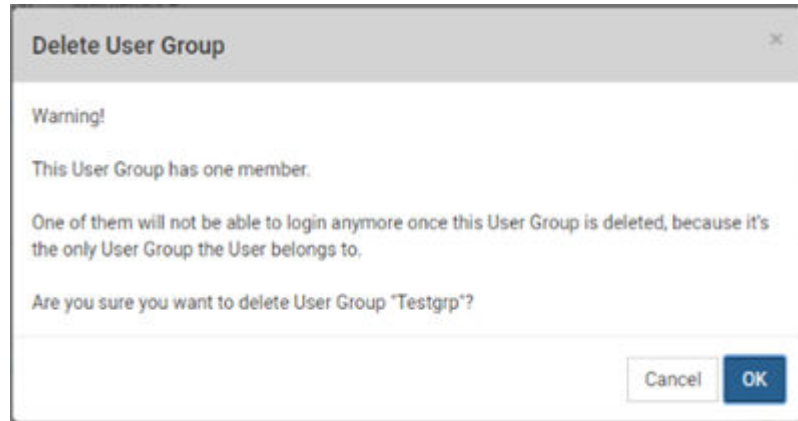 Delete User Group
×
Warning!
This User Group has one member.
One of them will not be able to login anymore once this User Group is deleted, because it's
the only User Group the User belongs to.
Are you sure you want to delete User Group "Testgrp"?
Cancel OK